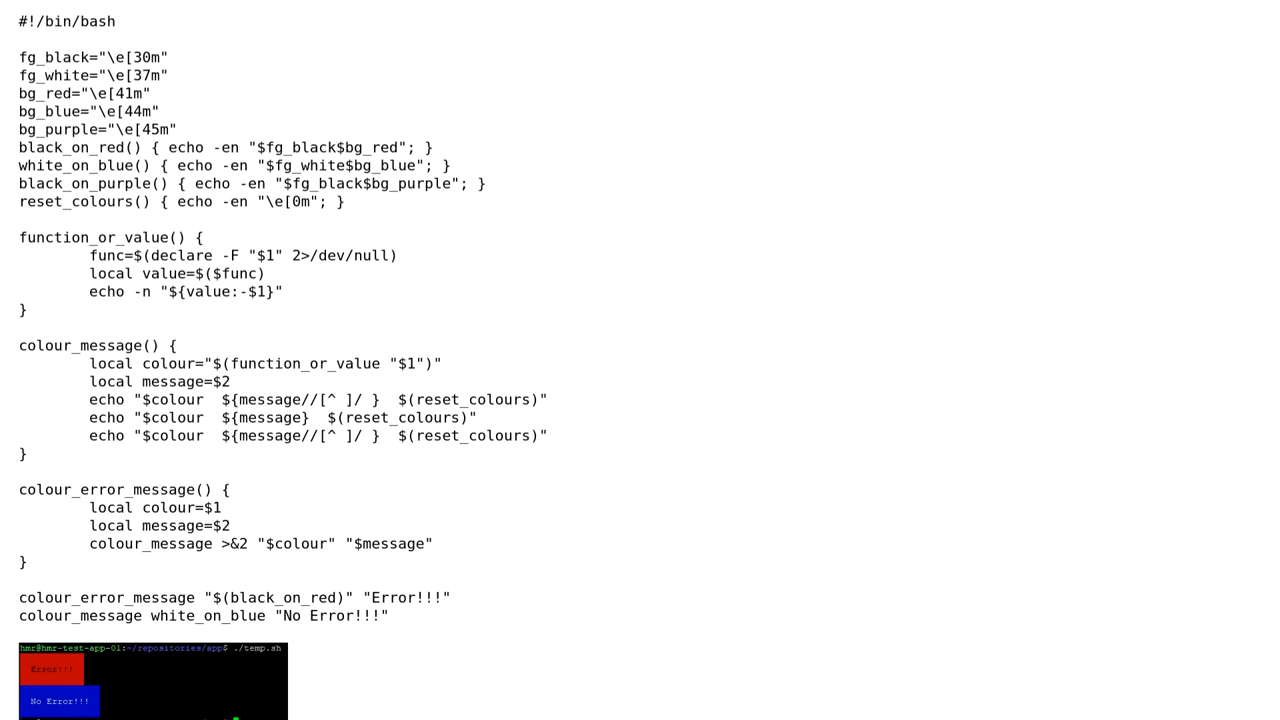 #!/bin/bash

fg_black="\e[30m"
fg_white="\e[37m"
bg_red="\e[41m"
bg_blue="\e[44m"
bg_purple="\e[45m"
black_on_red() { echo -en "$fg_black$bg_red"; }
white_on_blue() { echo -en "$fg_white$bg_blue"; }
black_on_purple() { echo -en "$fg_black$bg_purple"; }
reset_colours() { echo -en "\e[0m"; }

function_or_value() {
        func=$(declare -F "$1" 2>/dev/null)
        local value=$($func)
        echo -n "${value:-$1}"
}

colour_message() {
        local colour="$(function_or_value "$1")"
        local message=$2
        echo "$colour  ${message//[^ ]/ }  $(reset_colours)"
        echo "$colour  ${message}  $(reset_colours)"
        echo "$colour  ${message//[^ ]/ }  $(reset_colours)"
}

colour_error_message() {
        local colour=$1
        local message=$2
        colour_message >&2 "$colour" "$message"
}

colour_error_message "$(black_on_red)" "Error!!!"
colour_message white_on_blue "No Error!!!"

hmr@hmr-test-app-01:~/repositories/app$ ./temp.sh
Error!!!
No Error!!!